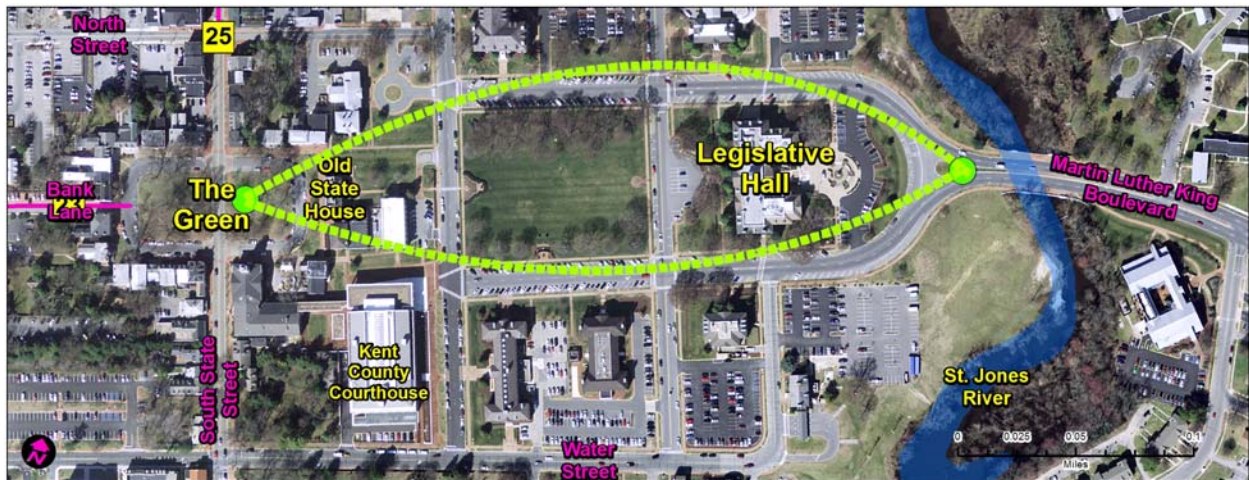 North
Street
25
The
Green
Old
State
House
Legislative
Hall
Martin Luther King
Boulevard
Bank
Lane
South State
Street
Kent
County
Courthouse
St. Jones
River
Water
Street
N
0
0.025
0.05
0.1
Miles